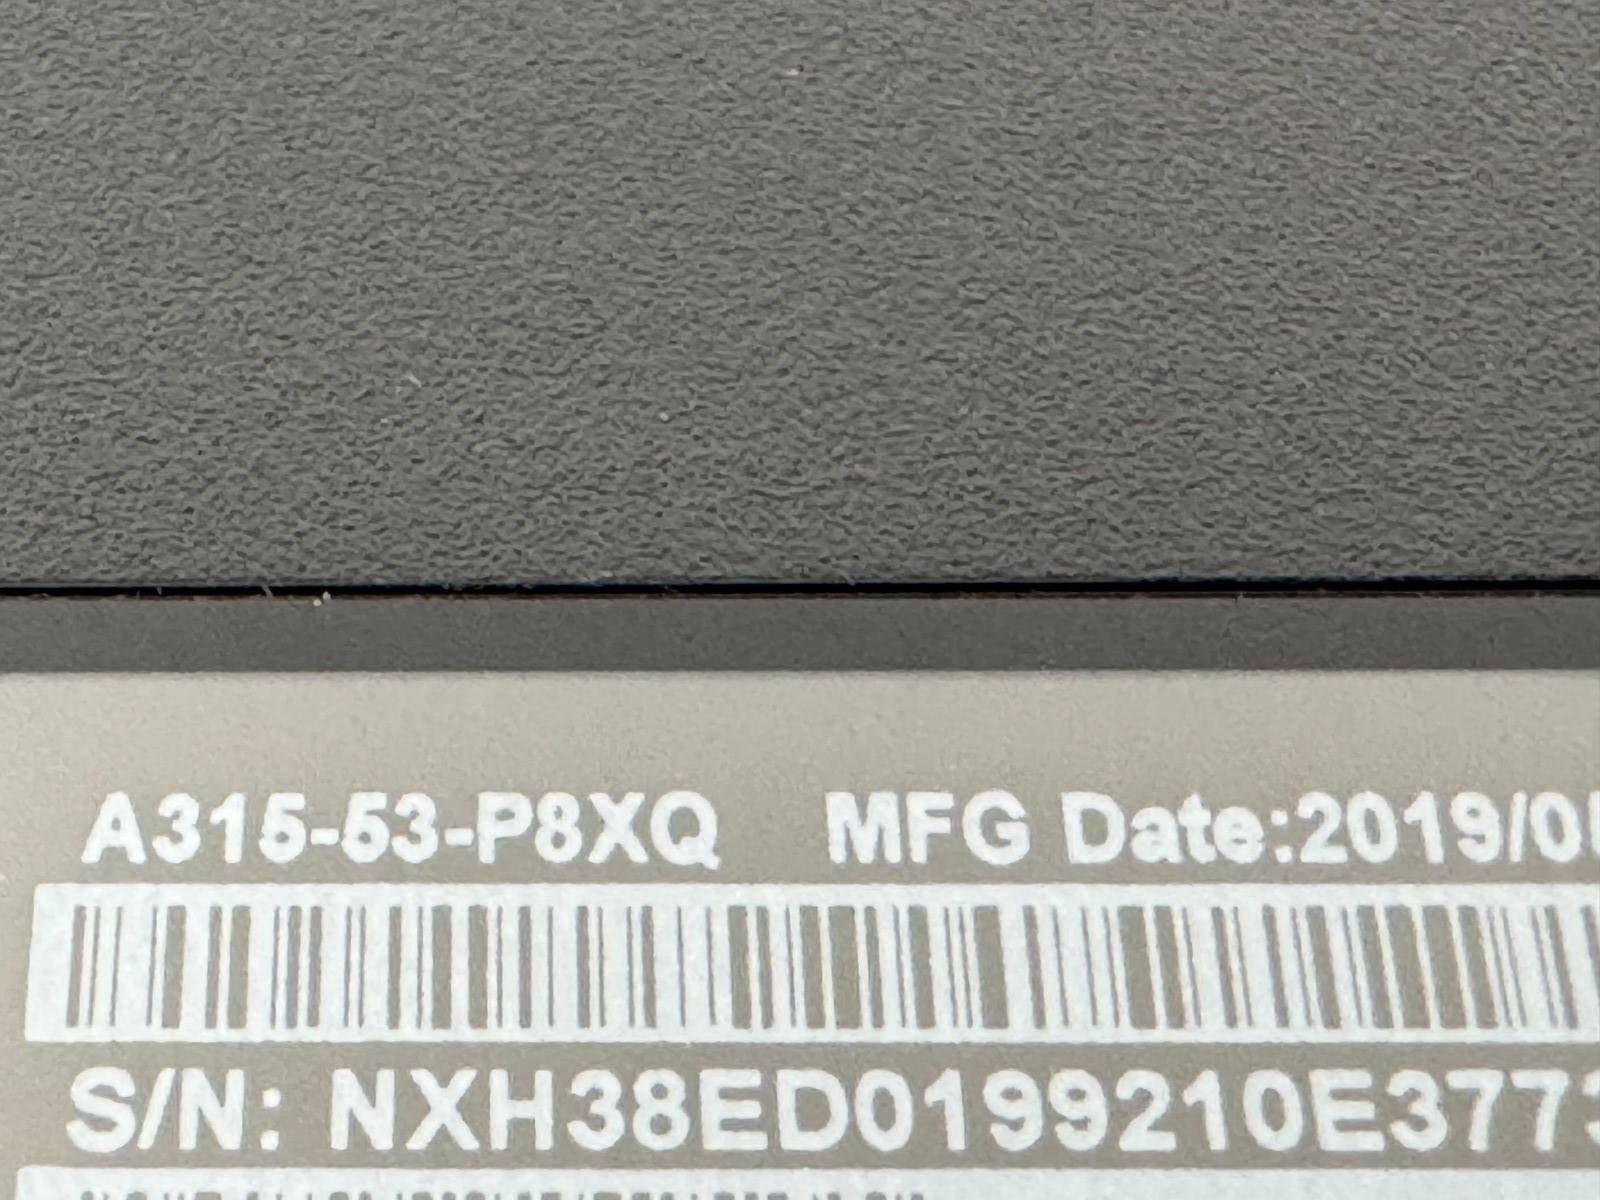 A315-53-P8XQ MFG Date:2019/0
S/N: NXH38ED0199210E377